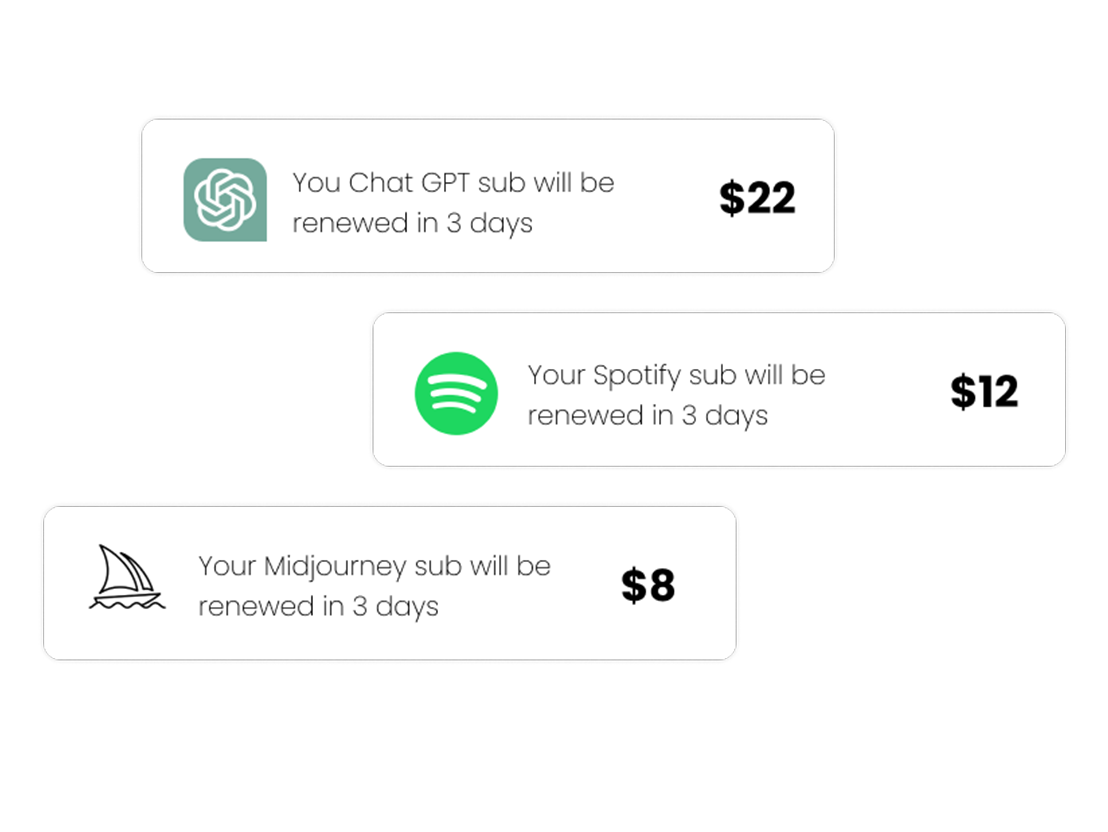 You Chat GPT sub will be
renewed in 3 days
$22
Your Spotify sub will be
renewed in 3 days
$12
Your Midjourney sub will be
renewed in 3 days
$8